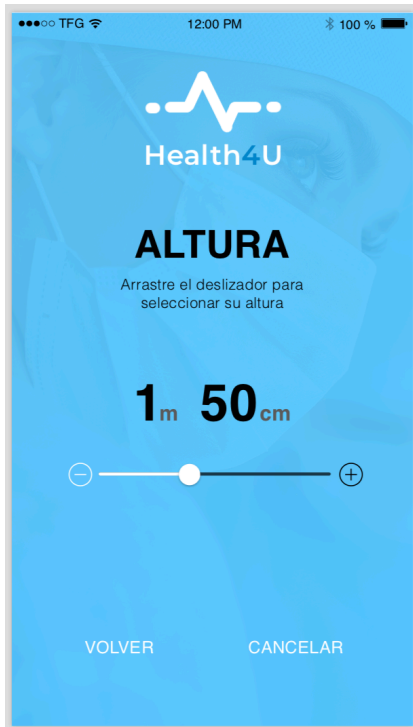 TFG 12:00 PM 100 %
Health4U
ALTURA
Arrastre el deslizador para
seleccionar su altura
1m 50cm
VOLVER CANCELAR